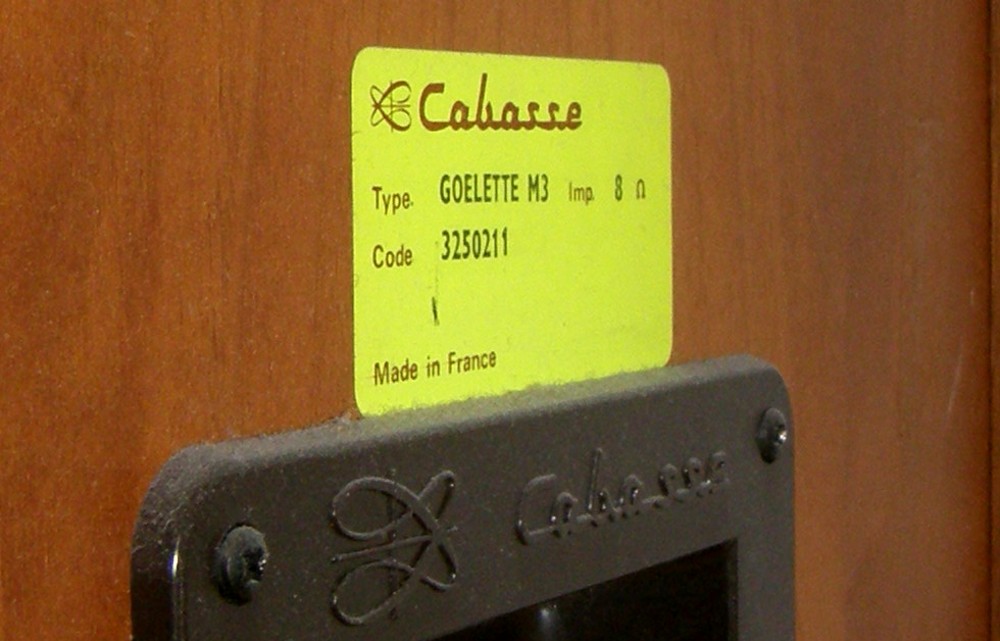 Cabasse
Type. GOELETTE M3 Imp. 8 Ω
Code 3250211
Made in France
Cabasse